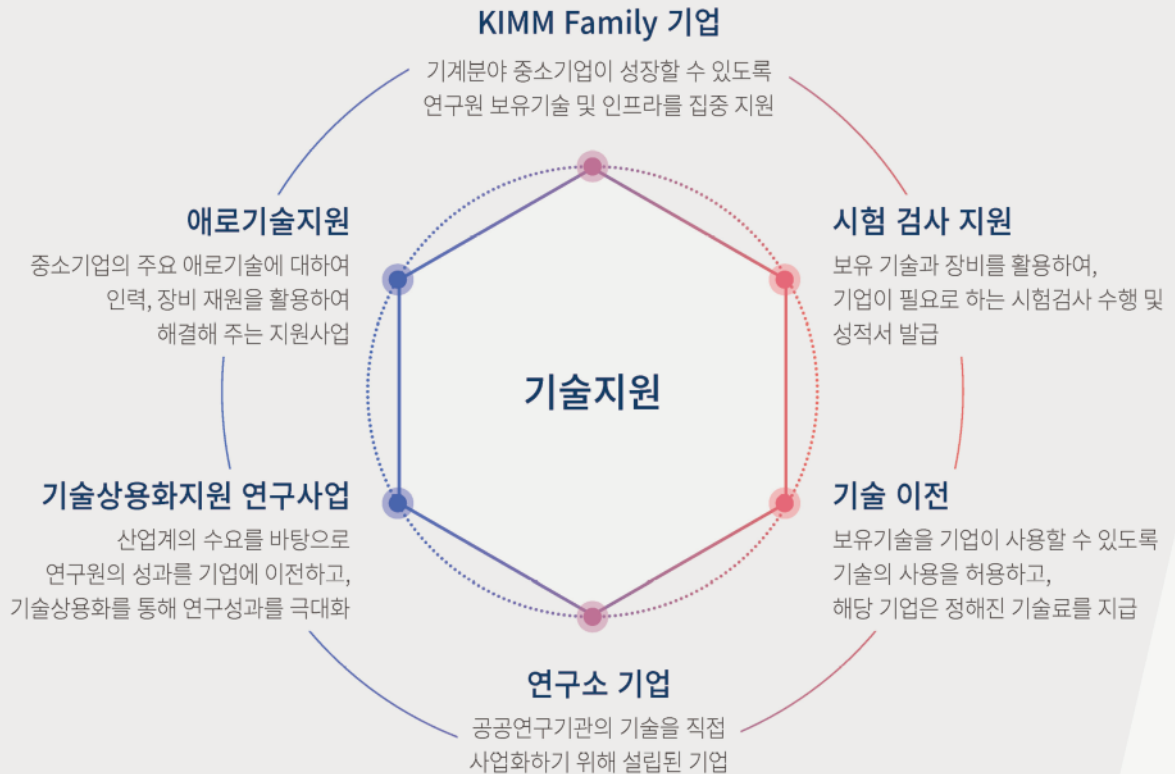 KIMM Family 기업
기계분야 중소기업이 성장할 수 있도록
연구원 보유기술 및 인프라를 집중 지원
애로기술지원
중소기업의 주요 애로기술에 대하여
인력, 장비 재원을 활용하여
해결해 주는 지원사업
시험 검사 지원
보유 기술과 장비를 활용하여,
기업이 필요로 하는 시험검사 수행 및
성적서 발급
기술지원
기술상용화지원 연구사업
산업계의 수요를 바탕으로
연구원의 성과를 기업에 이전하고,
기술상용화를 통해 연구성과를 극대화
기술 이전
보유기술을 기업이 사용할 수 있도록
기술의 사용을 허용하고,
해당 기업은 정해진 기술료를 지급
연구소 기업
공공연구기관의 기술을 직접
사업화하기 위해 설립된 기업